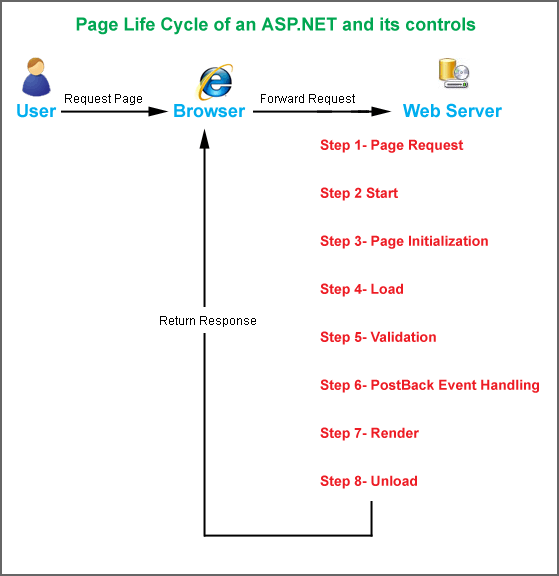 Page Life Cycle of an ASP.NET and its controls
Request Page
Forward Request
User
Browser
Web Server
Step 1- Page Request
Step 2 Start
Step 3- Page Initialization
Step 4- Load
Return Response
Step 5- Validation
Step 6- PostBack Event Handling
Step 7- Render
Step 8- Unload